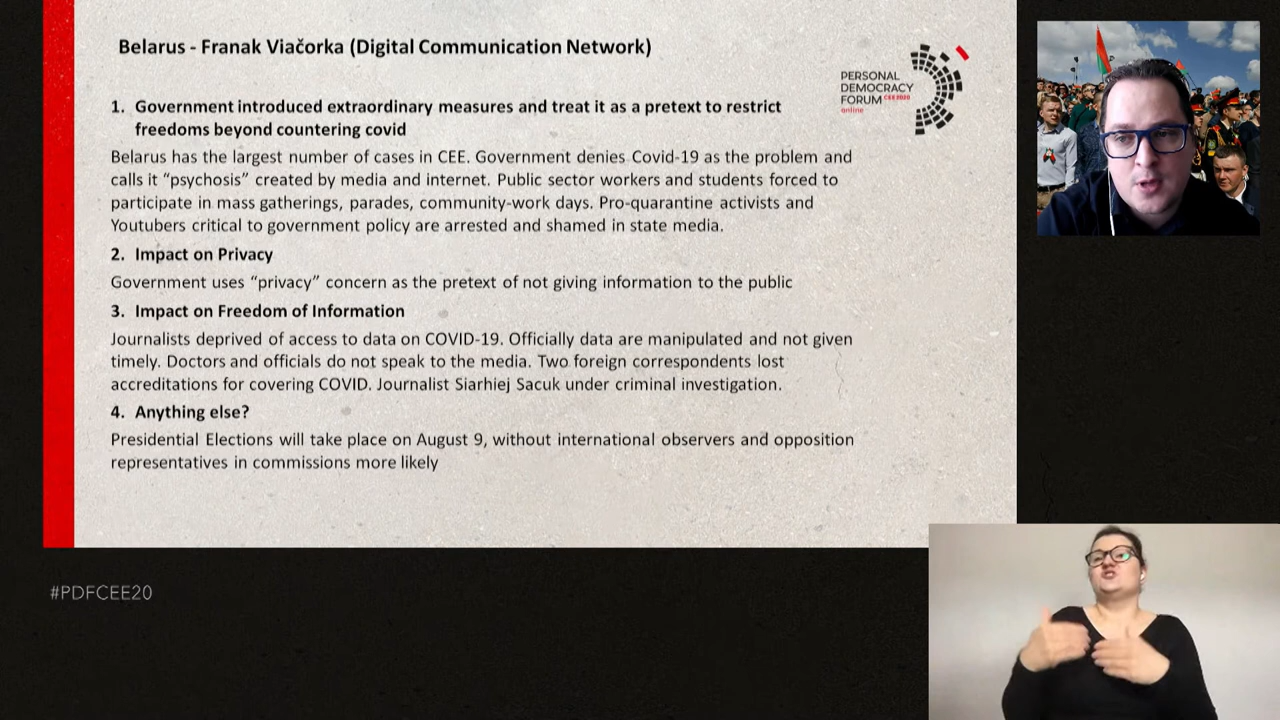 Belarus - Franak Viačorka (Digital Communication Network)
PERSONAL
DEMOCRACY
FORUM CEE 2020
online
1. Government introduced extraordinary measures and treat it as a pretext to restrict
freedoms beyond countering covid
Belarus has the largest number of cases in CEE. Government denies Covid-19 as the problem and
calls it “psychosis” created by media and internet. Public sector workers and students forced to
participate in mass gatherings, parades, community-work days. Pro-quarantine activists and
Youtubers critical to government policy are arrested and shamed in state media.
2. Impact on Privacy
Government uses “privacy” concern as the pretext of not giving information to the public
3. Impact on Freedom of Information
Journalists deprived of access to data on COVID-19. Officially data are manipulated and not given
timely. Doctors and officials do not speak to the media. Two foreign correspondents lost
accreditations for covering COVID. Journalist Siarhiej Sacuk under criminal investigation.
4. Anything else?
Presidential Elections will take place on August 9, without international observers and opposition
representatives in commissions more likely
#PDFCEE20